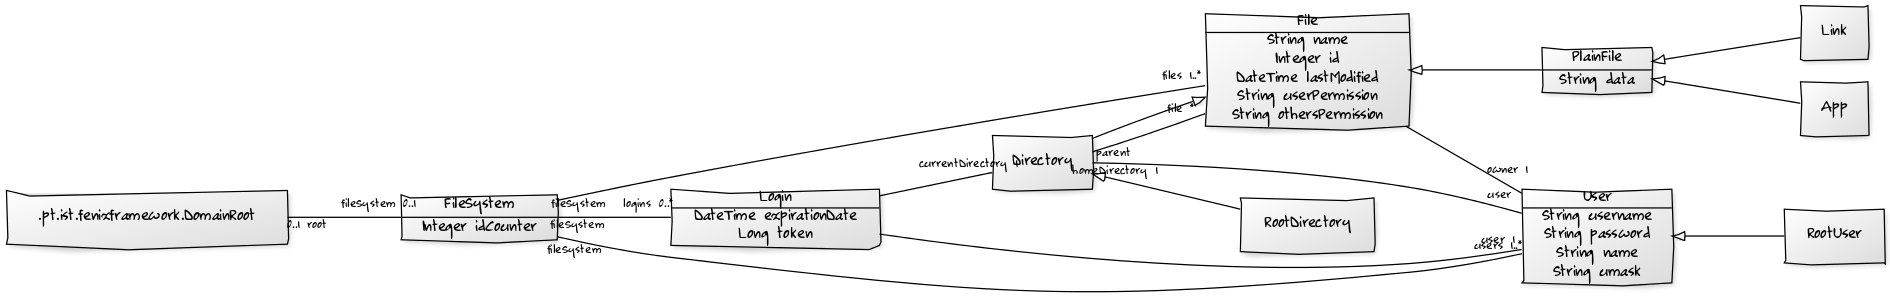 File
String name
Integer id
DateTime lastModified
String userPermission
String othersPermission
Link
PlainFile
String data
App
files 1..*
file *
Directory
parent
currentDirectory
homeDirectory 1
owner 1
user
.pt.ist.fenixframework.DomainRoot
fileSystem 0..1
0..1 root
FileSystem
Integer idCounter
fileSystem
fileSystem
fileSystem
logins 0..*
Login
DateTime expirationDate
Long token
RootDirectory
user 1
users 1..*
User
String username
String password
String name
String umask
RootUser